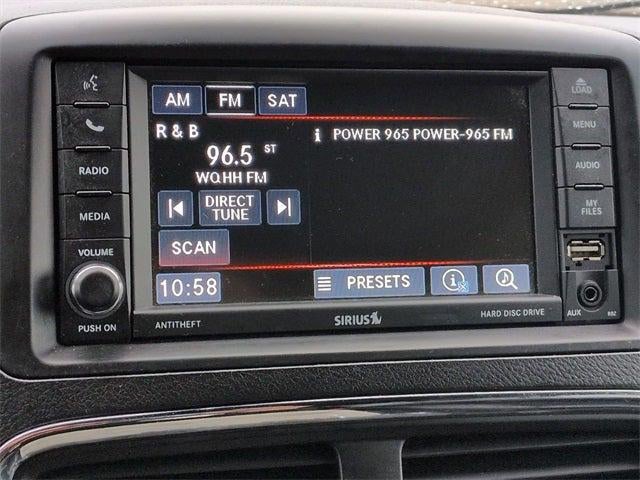 AM FM SAT
R & B
i POWER 965 POWER-965 FM
96.5 ST
WQHH FM
DIRECT
TUNE
SCAN
10:58
PRESETS
RADIO
MEDIA
VOLUME
PUSH ON
LOAD
MENU
AUDIO
MY
FILES
AUX
ANTITHEFT
SIRIUS
HARD DISC DRIVE